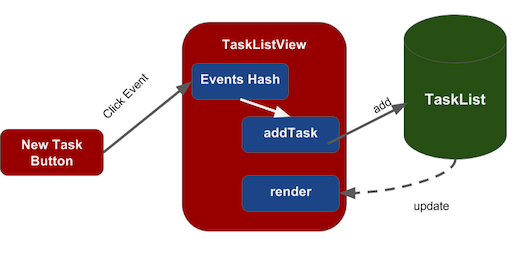 TaskListView
Events Hash
Click Event
add
TaskList
addTask
New Task
Button
render
update